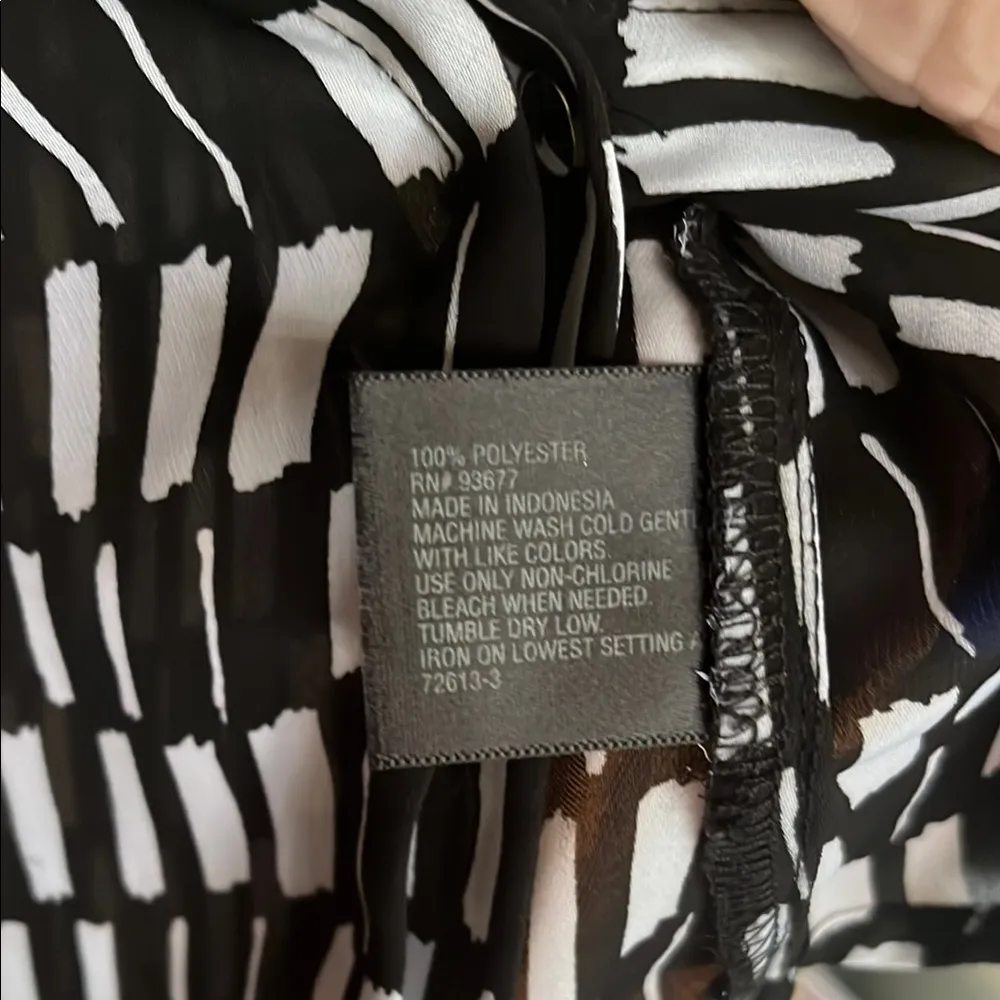 100% POLYESTER
RN# 93677
MADE IN INDONESIA
MACHINE WASH COLD GENTL
WITH LIKE COLORS.
USE ONLY NON-CHLORINE
BLEACH WHEN NEEDED.
TUMBLE DRY LOW.
IRON ON LOWEST SETTING A
72613-3